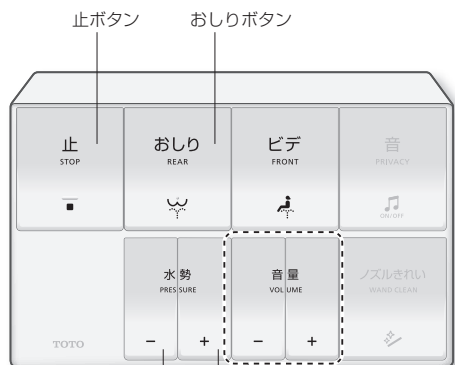 止ボタン おしりボタン
止 おしり ビデ 音
STOP REAR FRONT PRIVACY
ON/OFF
水勢 音量 ノズルきれい
PRESSURE VOLUME WAND CLEAN
- + - +
TOTO